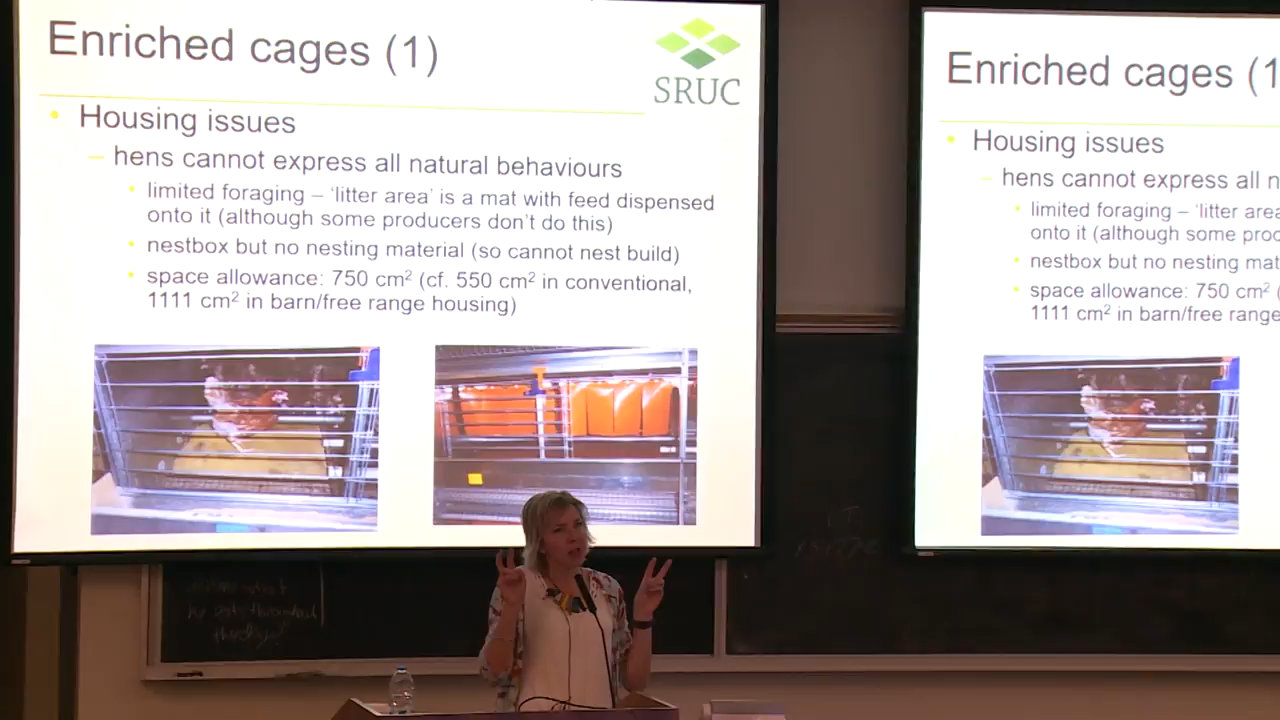 Enriched cages (1)
SRUC
• Housing issues
– hens cannot express all natural behaviours
• limited foraging – 'litter area' is a mat with feed dispensed
onto it (although some producers don't do this)
• nestbox but no nesting material (so cannot nest build)
• space allowance: 750 cm² (cf. 550 cm² in conventional,
1111 cm² in barn/free range housing)
Enriched cages (1
• Housing issues
– hens cannot express all n
• limited foraging – 'litter area
onto it (although some proc
• nestbox but no nesting mat
• space allowance: 750 cm² (
1111 cm² in barn/free range